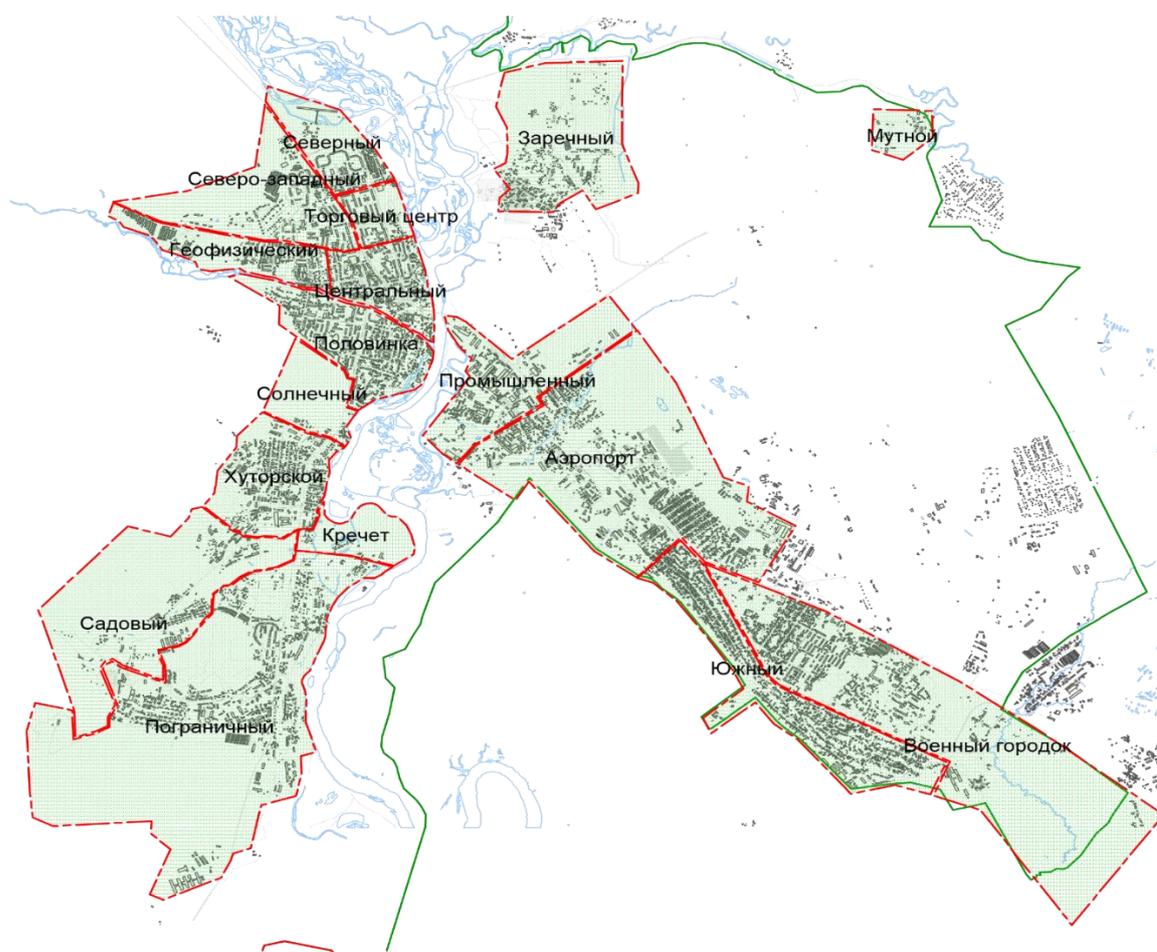 Мутной
Заречный
Северный
Северо-западный
Торговый центр
Геофизический
Центральный
Половинка
Промышленный
Солнечный
Аэропорт
Хуторской
Кречет
Садовый
Южный
Пограничный
Военный городок